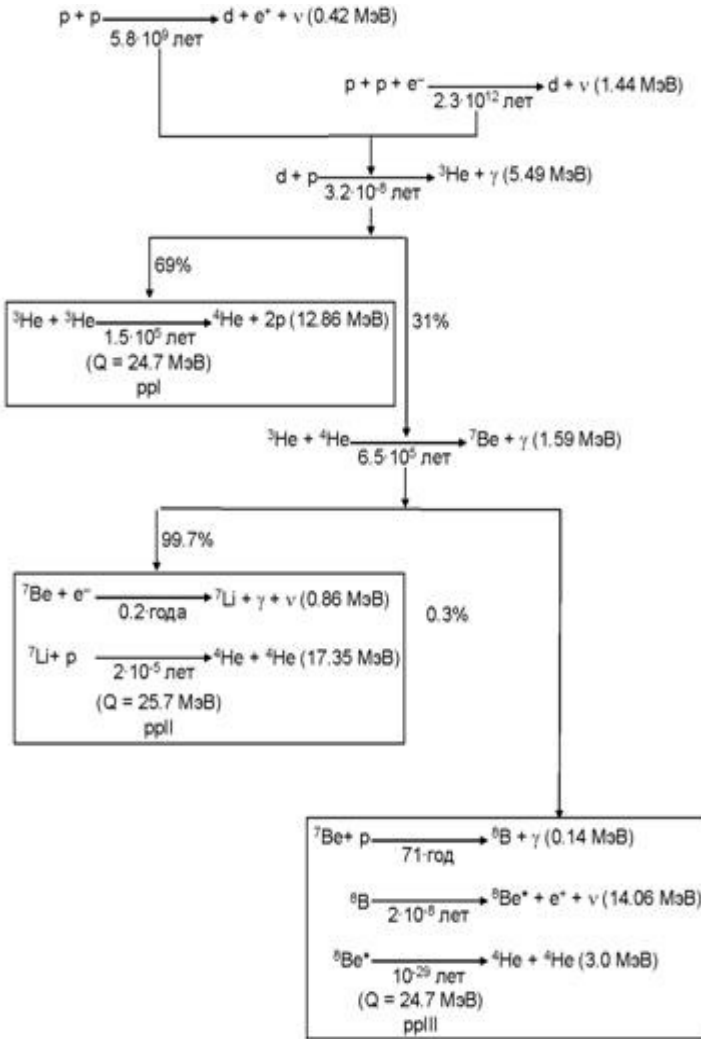 p + p → d + e⁺ + ν (0.42 МэВ)
5.8·10⁹ лет
p + p + e⁻ → d + ν (1.44 МэВ)
2.3·10¹² лет
d + p → ³He + γ (5.49 МэВ)
3.2·10⁻⁸ лет
69%
³He + ³He → ⁴He + 2p (12.86 МэВ)
1.5·10⁵ лет
(Q = 24.7 МэВ)
ppI
31%
³He + ⁴He → ⁷Be + γ (1.59 МэВ)
6.5·10⁵ лет
99.7%
⁷Be + e⁻ → ⁷Li + γ + ν (0.86 МэВ)
0.2·года
0.3%
⁷Li+ p → ⁴He + ⁴He (17.35 МэВ)
2·10⁻⁵ лет
(Q = 25.7 МэВ)
ppII
⁷Be+ p → ⁸B + γ (0.14 МэВ)
71·год
⁸B → ⁸Be* + e⁺ + ν (14.06 МэВ)
2·10⁻⁸ лет
⁸Be* → ⁴He + ⁴He (3.0 МэВ)
10⁻²⁹ лет
(Q = 24.7 МэВ)
ppIII